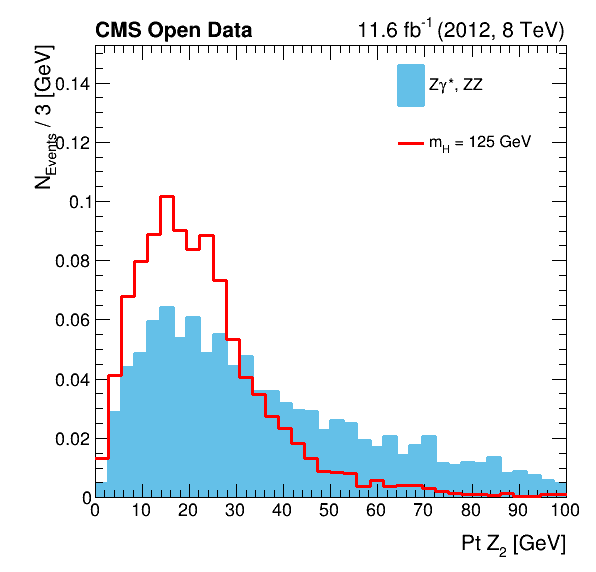 CMS Open Data
11.6 fb⁻¹ (2012, 8 TeV)
N_Events / 3 [GeV]
Zγ*, ZZ
m_H = 125 GeV
0.14
0.12
0.1
0.08
0.06
0.04
0.02
0
0 10 20 30 40 50 60 70 80 90 100
Pt Z₂ [GeV]